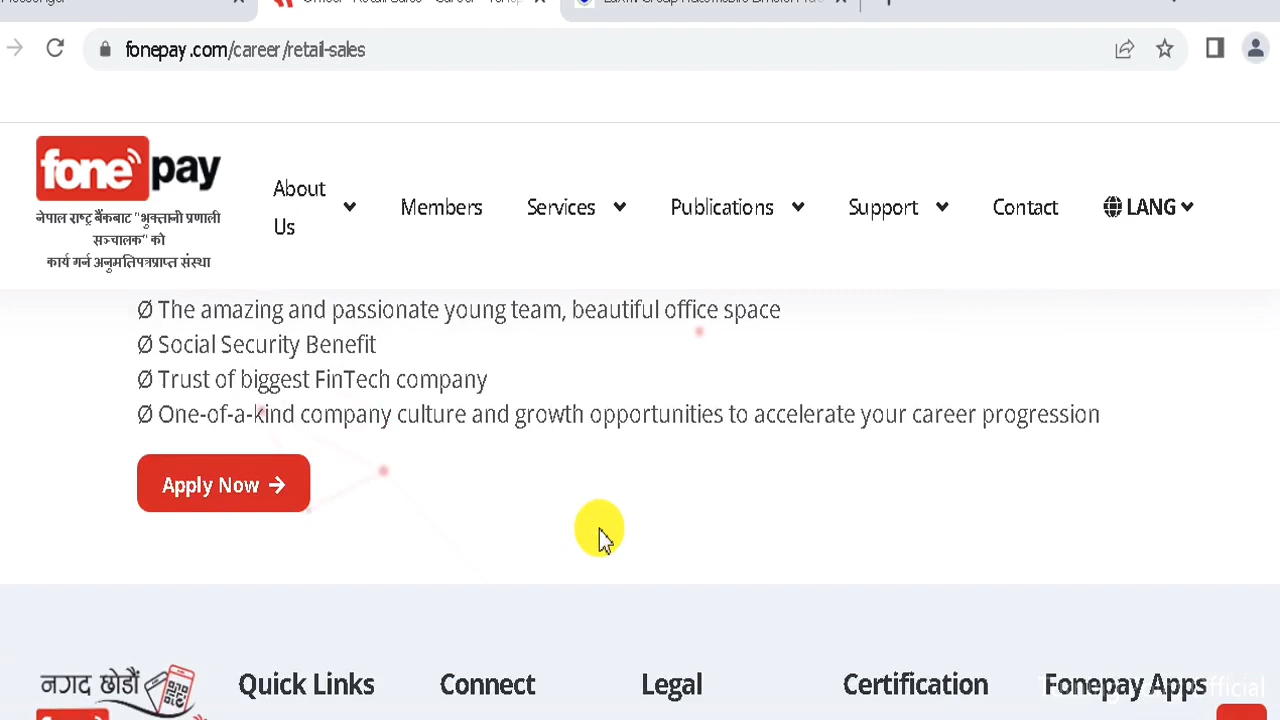 fonepay.com/career/retail-sales
fonepay
नेपाल राष्ट्र बैंकबाट "भुक्तानी प्रणाली
सञ्चालक" को
कार्य गर्न अनुमतिपत्रप्राप्त संस्था
About Us
Members
Services
Publications
Support
Contact
LANG
Ø The amazing and passionate young team, beautiful office space
Ø Social Security Benefit
Ø Trust of biggest FinTech company
Ø One-of-a-kind company culture and growth opportunities to accelerate your career progression
Apply Now
नगद छोडौं
Quick Links
Connect
Legal
Certification
Fonepay Apps